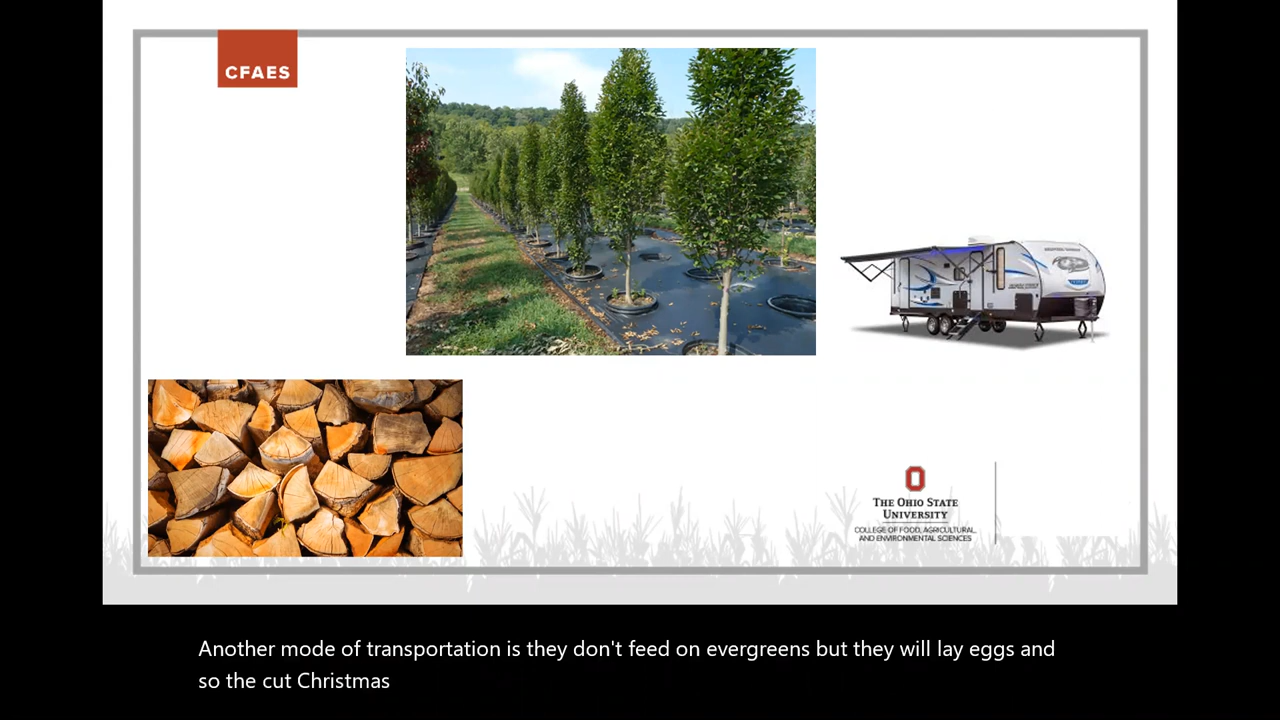 CFAES
THE OHIO STATE
UNIVERSITY
COLLEGE OF FOOD, AGRICULTURAL,
AND ENVIRONMENTAL SCIENCES
Another mode of transportation is they don't feed on evergreens but they will lay eggs and
so the cut Christmas